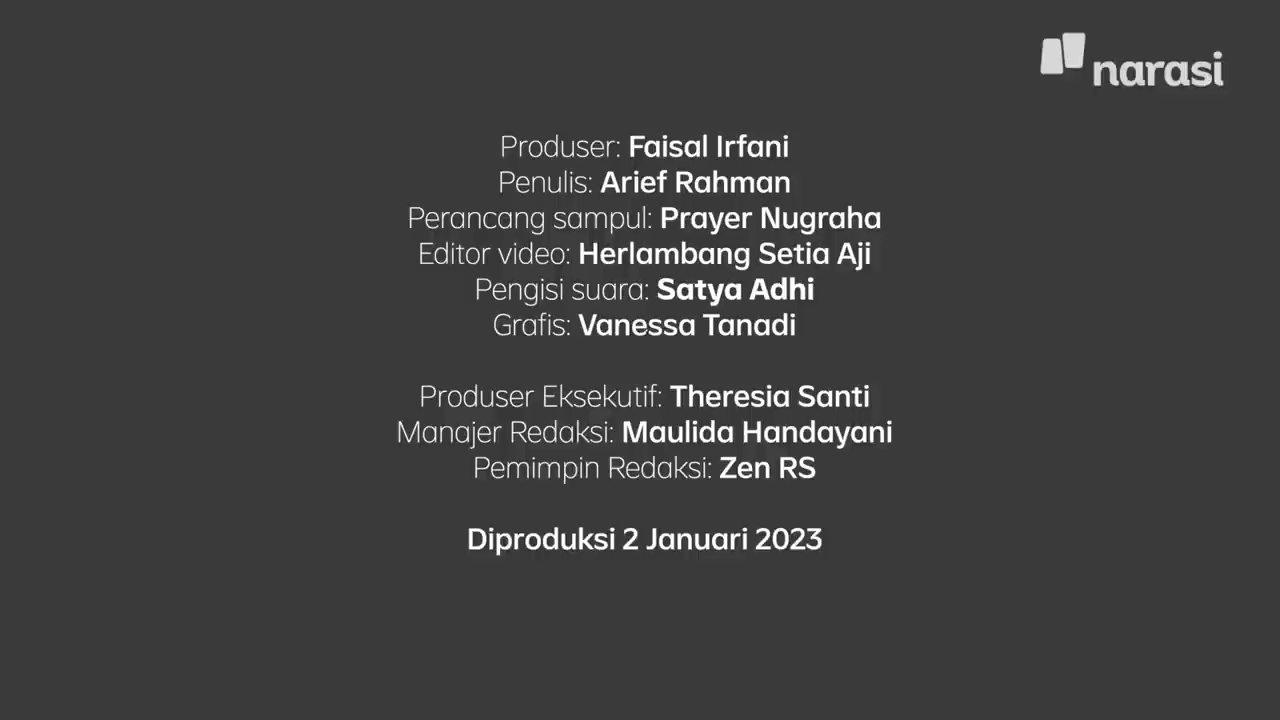 narasi
Produser: Faisal Irfani
Penulis: Arief Rahman
Perancang sampul: Prayer Nugraha
Editor video: Herlambang Setia Aji
Pengisi suara: Satya Adhi
Grafis: Vanessa Tanadi
Produser Eksekutif: Theresia Santi
Manajer Redaksi: Maulida Handayani
Pemimpin Redaksi: Zen RS
Diproduksi 2 Januari 2023